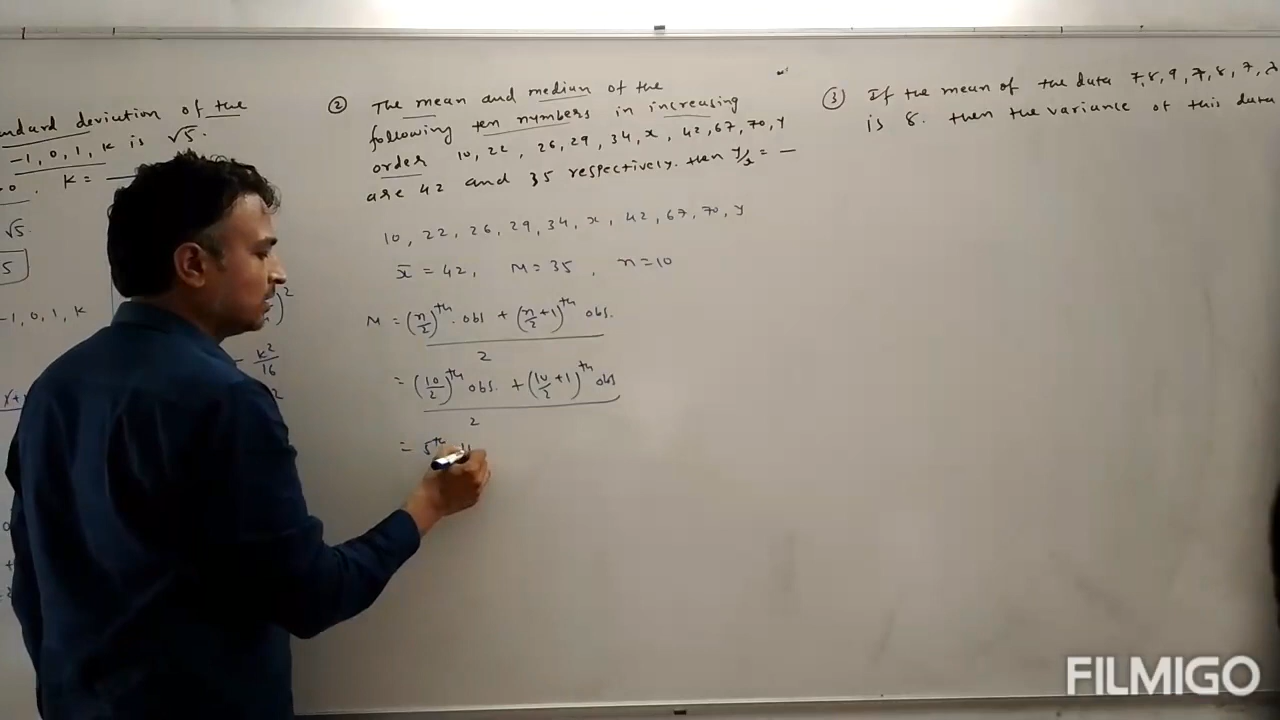 ndard deviation of the
-1, 0, 1, k is √5.
k =
√5.
5
-1, 0, 1, k
)²
k²/16
② The mean and median of the
following ten numbers in increasing
order 10, 22, 26, 29, 34, x, 42, 67, 70, y
are 42 and 35 respectively. then y/x = —
10, 22, 26, 29, 34, x, 42, 67, 70, y
x̄ = 42, M = 35, n = 10
M = (n/2)th. obs + (n/2 + 1)th obs.
2
= (10/2)th obs. + (10/2 + 1)th obs
2
= 5th
③ If the mean of the data 7, 8, 9, 7, 8, 7, λ
is 8. then the variance of this data
FILMIGO